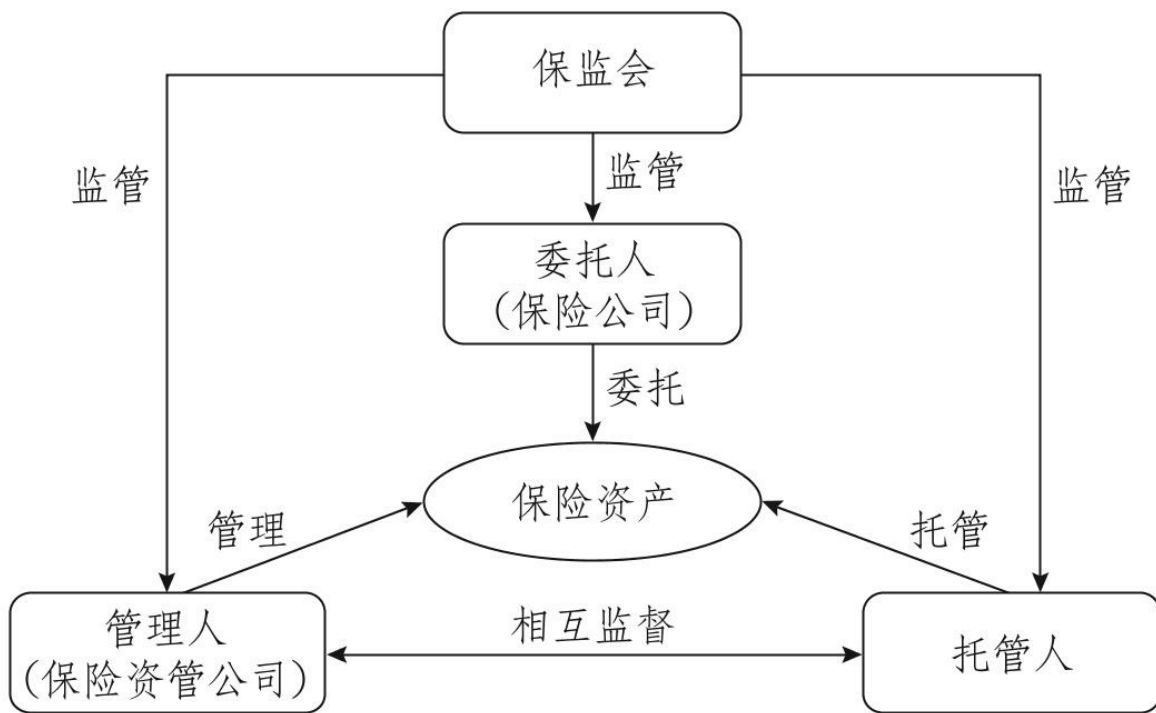 保监会
监管
监管
监管
委托人
(保险公司)
委托
保险资产
管理
托管
管理人
(保险资管公司)
相互监督
托管人